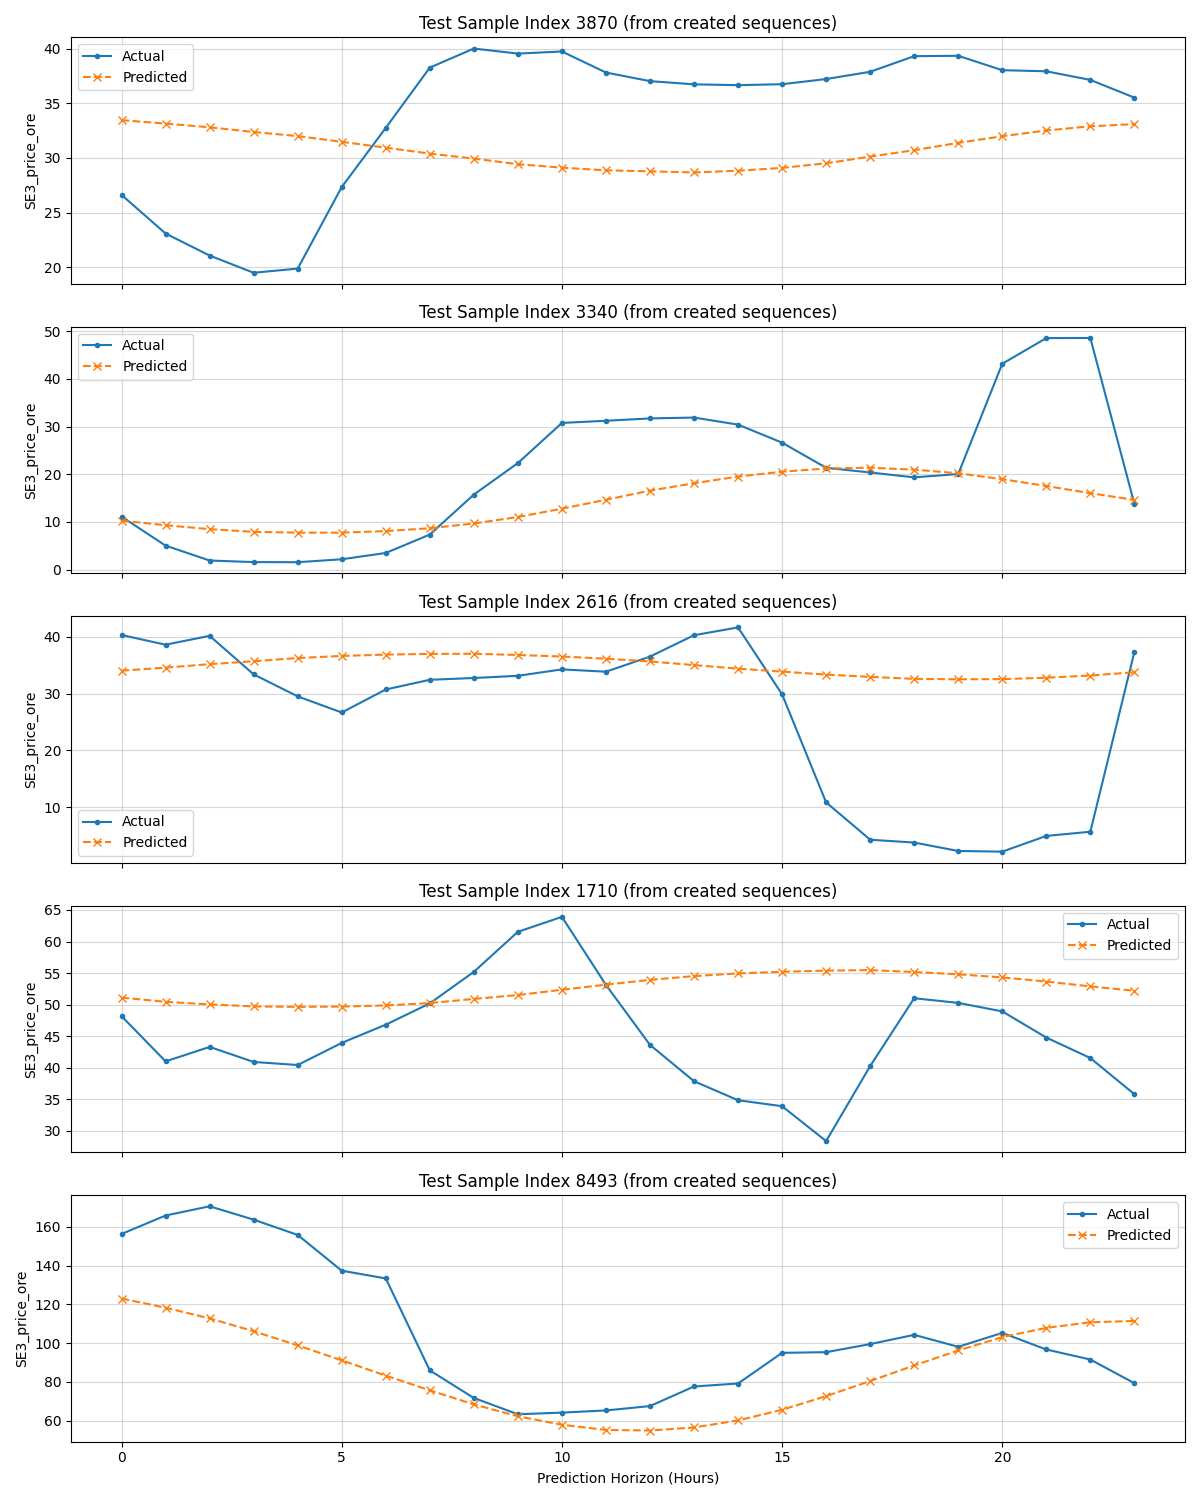 Test Sample Index 3870 (from created sequences)
Actual
Predicted
SE3_price_ore
40
35
30
25
20
Test Sample Index 3340 (from created sequences)
Actual
Predicted
SE3_price_ore
50
40
30
20
10
0
Test Sample Index 2616 (from created sequences)
SE3_price_ore
40
30
20
10
Actual
Predicted
Test Sample Index 1710 (from created sequences)
Actual
Predicted
SE3_price_ore
65
60
55
50
45
40
35
30
Test Sample Index 8493 (from created sequences)
Actual
Predicted
SE3_price_ore
160
140
120
100
80
60
0 5 10 15 20
Prediction Horizon (Hours)